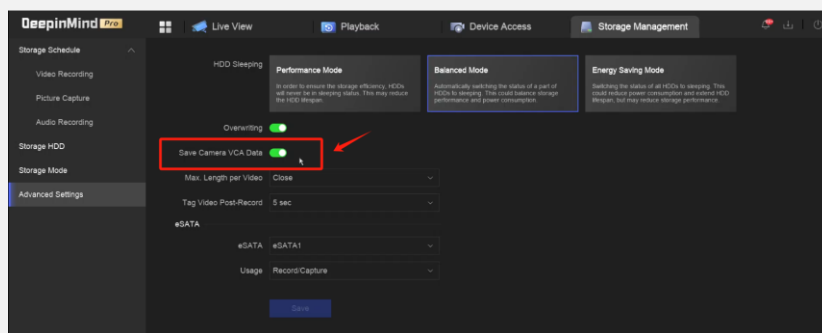 DeepinMind Pro
Live View
Playback
Device Access
Storage Management
Storage Schedule
Video Recording
Picture Capture
Audio Recording
Storage HDD
Storage Mode
Advanced Settings
HDD Sleeping
Performance Mode
In order to ensure the storage efficiency, HDDs
will never be in sleeping status. This may reduce
the HDD lifespan.
Balanced Mode
Automatically switching the status of a part of
HDDs to sleeping. This could balance storage
performance and power consumption.
Energy Saving Mode
Switching the status of all HDDs to sleeping. This
could reduce power consumption and extend HDD
lifespan, but may reduce storage performance.
Overwriting
Save Camera VCA Data
Max. Length per Video Close
Tag Video Post-Record 5 sec
eSATA
eSATA eSATA1
Usage Record/Capture
Save